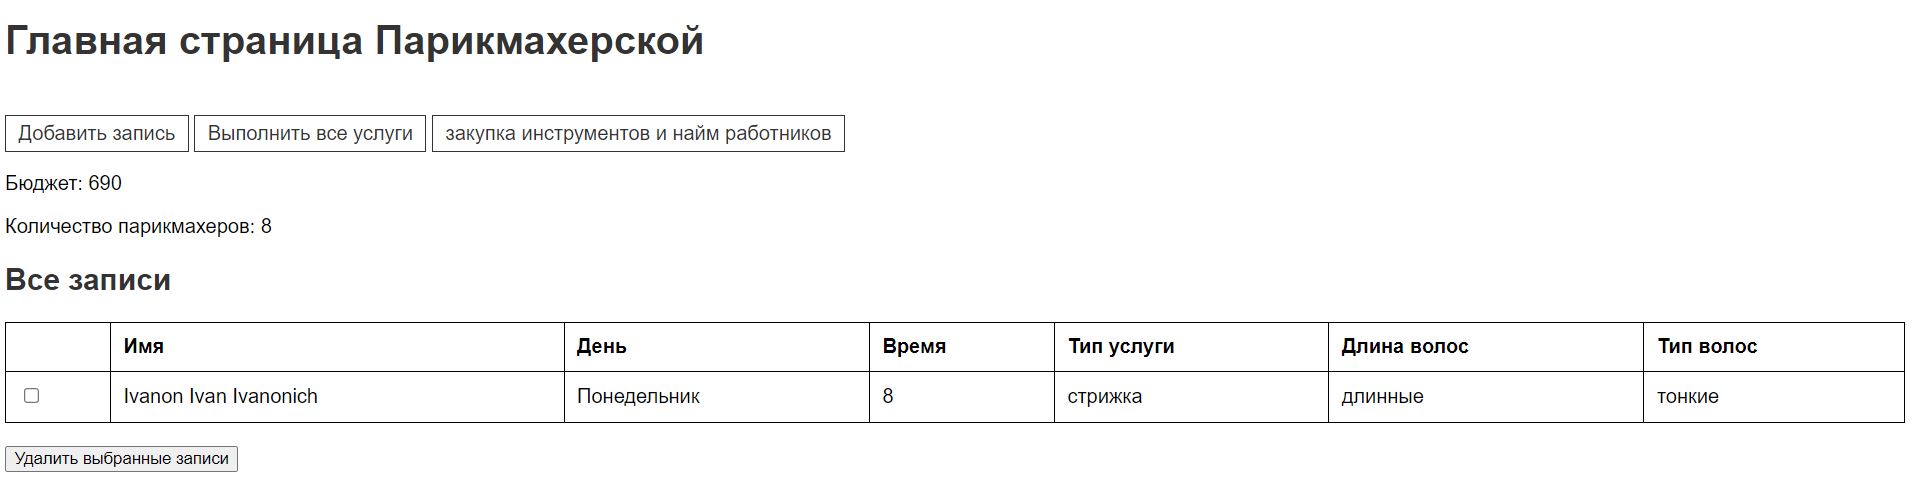 Главная страница Парикмахерской
Добавить запись Выполнить все услуги закупка инструментов и найм работников
Бюджет: 690
Количество парикмахеров: 8
Все записи
Имя День Время Тип услуги Длина волос Тип волос
Ivanon Ivan Ivanonich Понедельник 8 стрижка длинные тонкие
Удалить выбранные записи